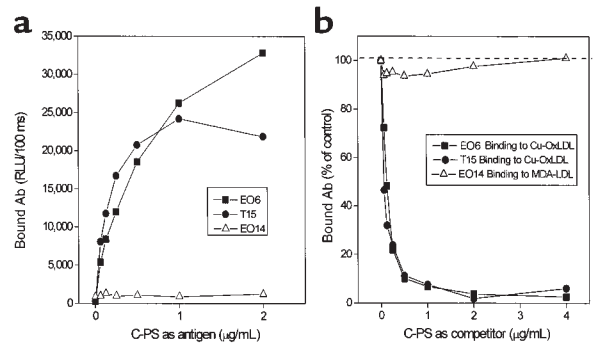 a
Bound Ab (RLU/100 ms)
35,000
30,000
25,000
20,000
15,000
10,000
5,000
0
EO6
T15
EO14
0 1 2
C-PS as antigen (µg/mL)
b
Bound Ab (% of control)
100
80
60
40
20
0
EO6 Binding to Cu-OxLDL
T15 Binding to Cu-OxLDL
EO14 Binding to MDA-LDL
0 1 2 4
C-PS as competitor (µg/mL)